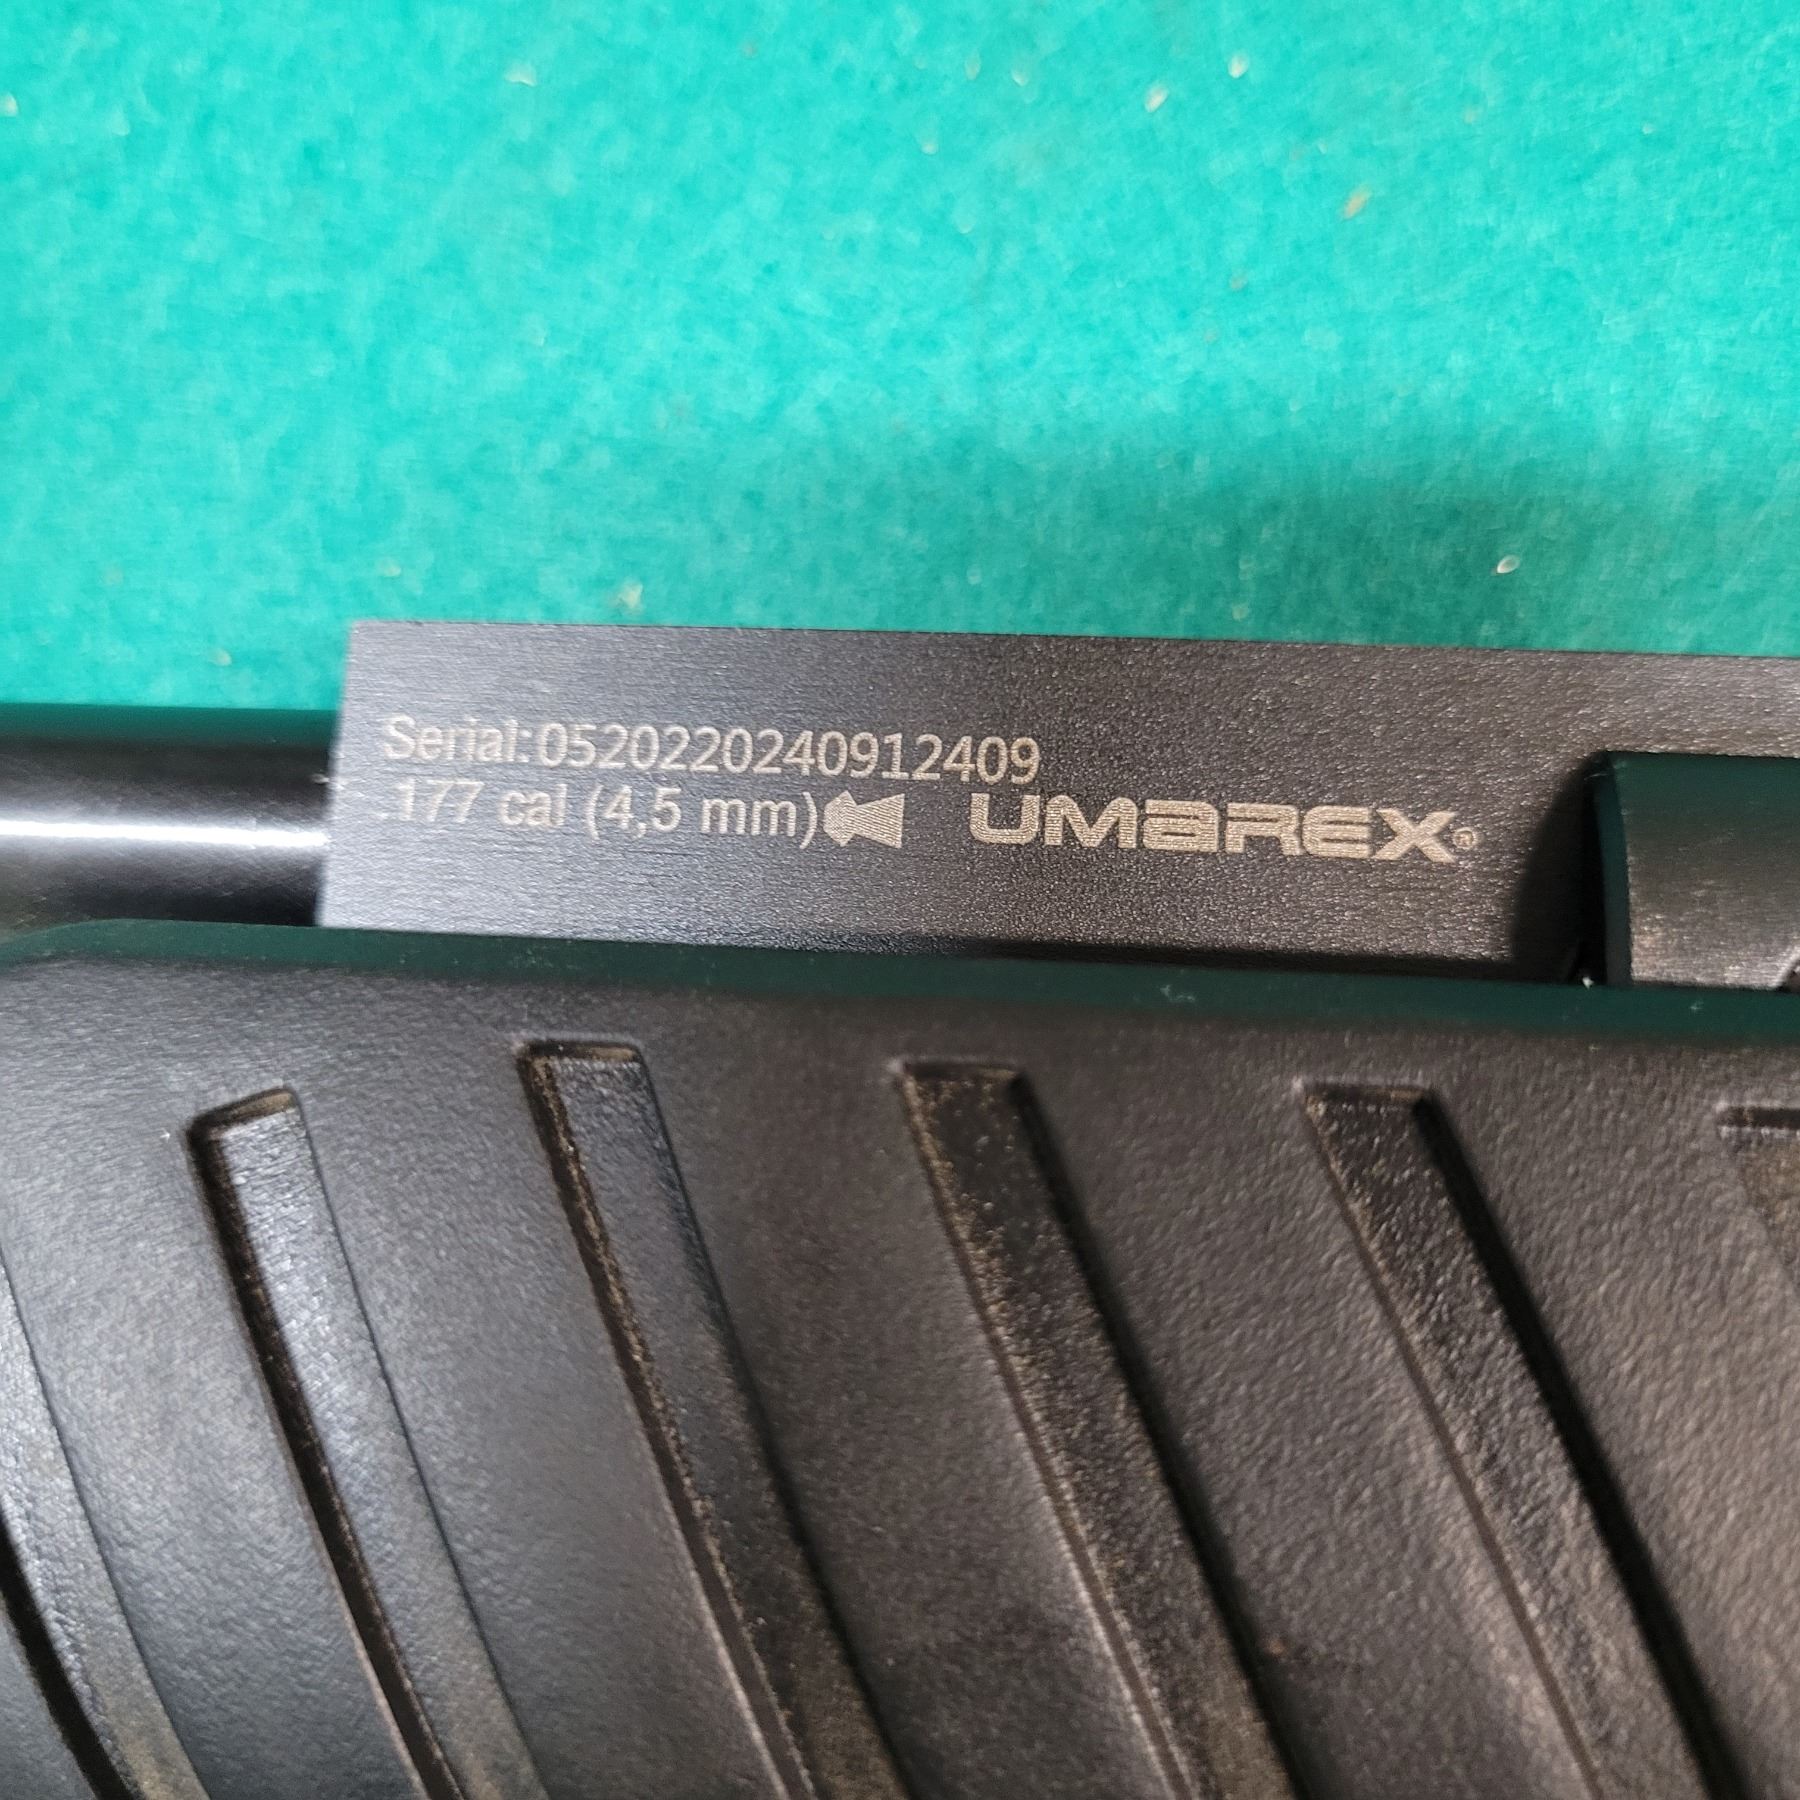 Serial:0520220240912409
.177 cal (4,5 mm) UMAREX®